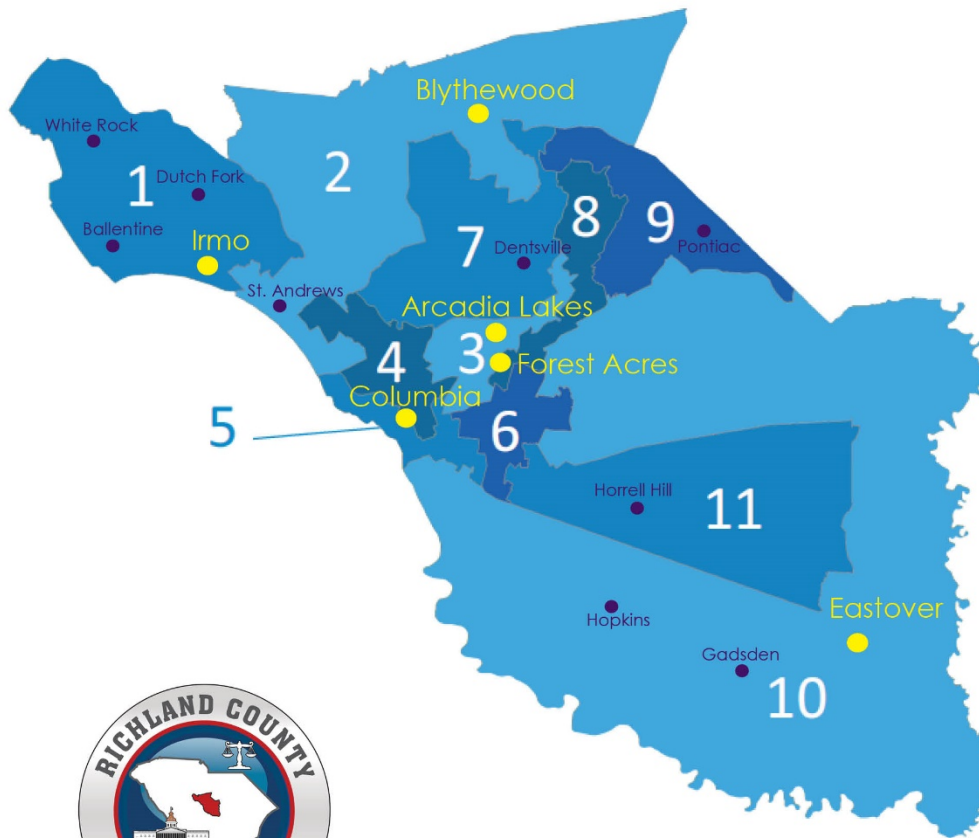 Blythewood
White Rock
2
1
Dutch Fork
8
9
Ballentine
Irmo
7
Dentsville
Pontiac
St. Andrews
Arcadia Lakes
3
4
Forest Acres
Columbia
5
6
Horrell Hill
11
Hopkins
Eastover
Gadsden
10
RICHLAND COUNTY